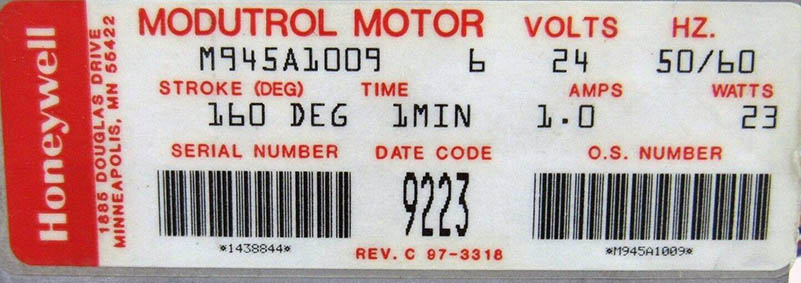 Honeywell
1885 DOUGLAS DRIVE
MINNEAPOLIS, MN 55422
MODUTROL MOTOR VOLTS HZ.
M945A1009 6 24 50/60
STROKE (DEG) TIME AMPS WATTS
160 DEG 1MIN 1.0 23
SERIAL NUMBER DATE CODE O.S. NUMBER
9223
*1438844* *M945A1009*
REV. C 97-3318